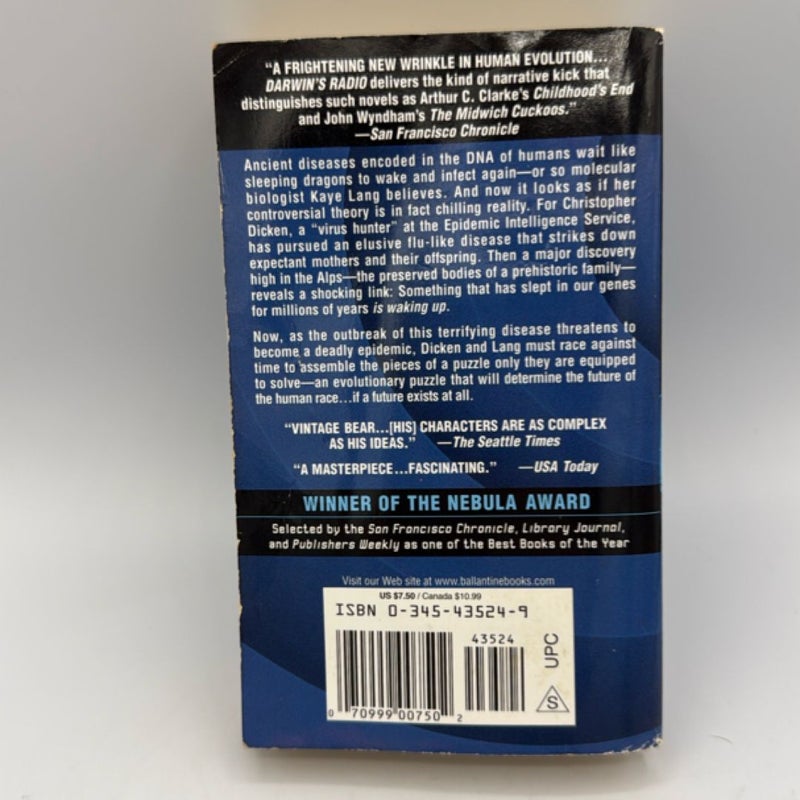 “A FRIGHTENING NEW WRINKLE IN HUMAN EVOLUTION...
DARWIN’S RADIO delivers the kind of narrative kick that
distinguishes such novels as Arthur C. Clarke’s Childhood’s End
and John Wyndham’s The Midwich Cuckoos.”
—San Francisco Chronicle
Ancient diseases encoded in the DNA of humans wait like
sleeping dragons to wake and infect again—or so molecular
biologist Kaye Lang believes. And now it looks as if her
controversial theory is in fact chilling reality. For Christopher
Dicken, a “virus hunter” at the Epidemic Intelligence Service,
has pursued an elusive flu-like disease that strikes down
expectant mothers and their offspring. Then a major discovery
high in the Alps—the preserved bodies of a prehistoric family—
reveals a shocking link: Something that has slept in our genes
for millions of years is waking up.
Now, as the outbreak of this terrifying disease threatens to
become a deadly epidemic, Dicken and Lang must race against
time to assemble the pieces of a puzzle only they are equipped
to solve—an evolutionary puzzle that will determine the future of
the human race...if a future exists at all.
“VINTAGE BEAR...[HIS] CHARACTERS ARE AS COMPLEX
AS HIS IDEAS.” —The Seattle Times
“A MASTERPIECE...FASCINATING.” —USA Today
WINNER OF THE NEBULA AWARD
Selected by the San Francisco Chronicle, Library Journal,
and Publishers Weekly as one of the Best Books of the Year
Visit our Web site at www.ballantinebooks.com
US $7.50 / Canada $10.99
ISBN 0-345-43524-9
43524
UPC
S
0 70999 00750 2